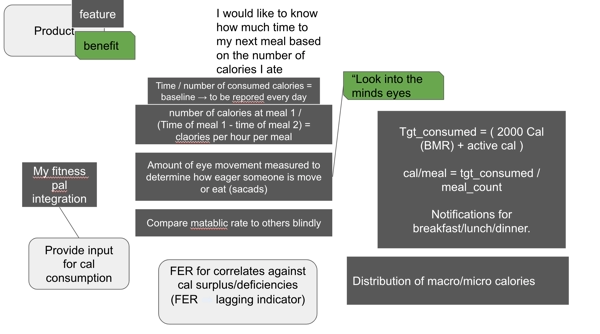 Product
feature
benefit
I would like to know
how much time to
my next meal based
on the number of
calories I ate
Time / number of consumed calories =
baseline → to be repored every day
number of calories at meal 1 /
(Time of meal 1 - time of meal 2) =
claories per hour per meal
Amount of eye movement measured to
determine how eager someone is move
or eat (sacads)
Compare matablic rate to others blindly
“Look into the
minds eyes
Tgt_consumed = ( 2000 Cal
(BMR) + active cal )
cal/meal = tgt_consumed /
meal_count
Notifications for
breakfast/lunch/dinner.
My fitness
pal
integration
Provide input
for cal
consumption
FER for correlates against
cal surplus/deficiencies
(FER lagging indicator)
Distribution of macro/micro calories